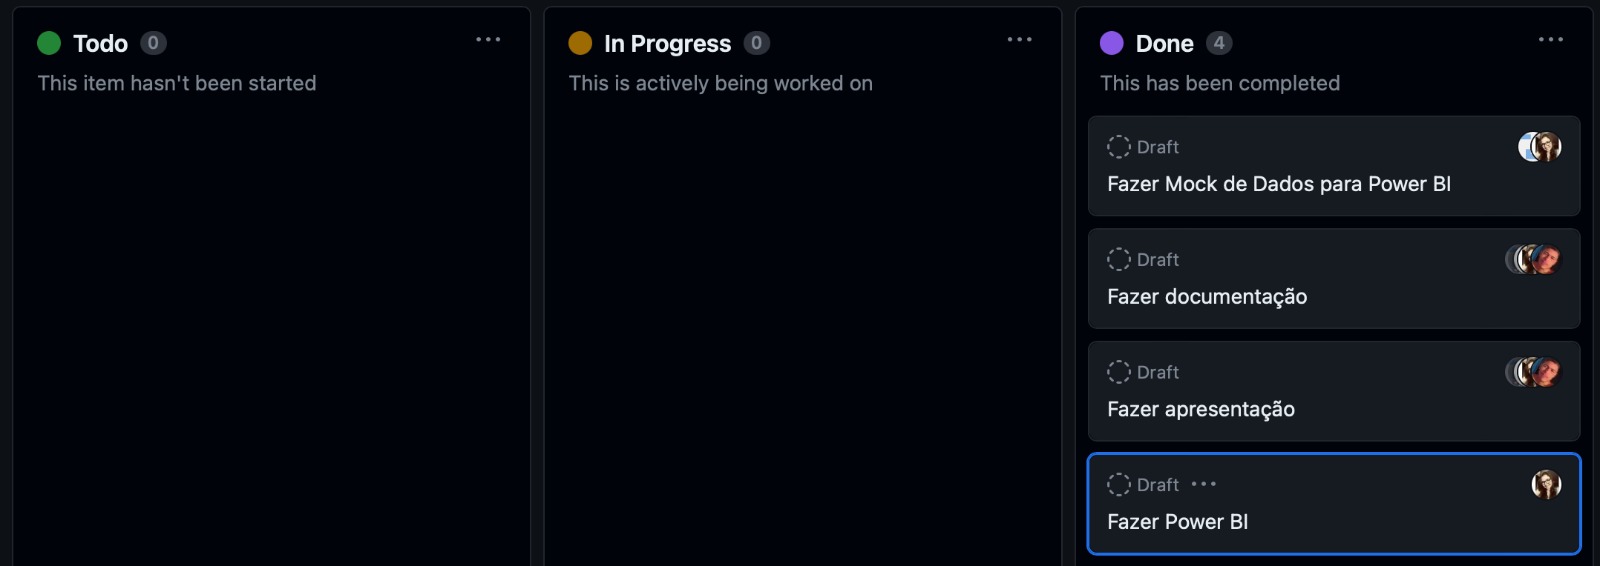 Todo 0
This item hasn't been started
In Progress 0
This is actively being worked on
Done 4
This has been completed
Draft
Fazer Mock de Dados para Power BI
Draft
Fazer documentação
Draft
Fazer apresentação
Draft
Fazer Power BI